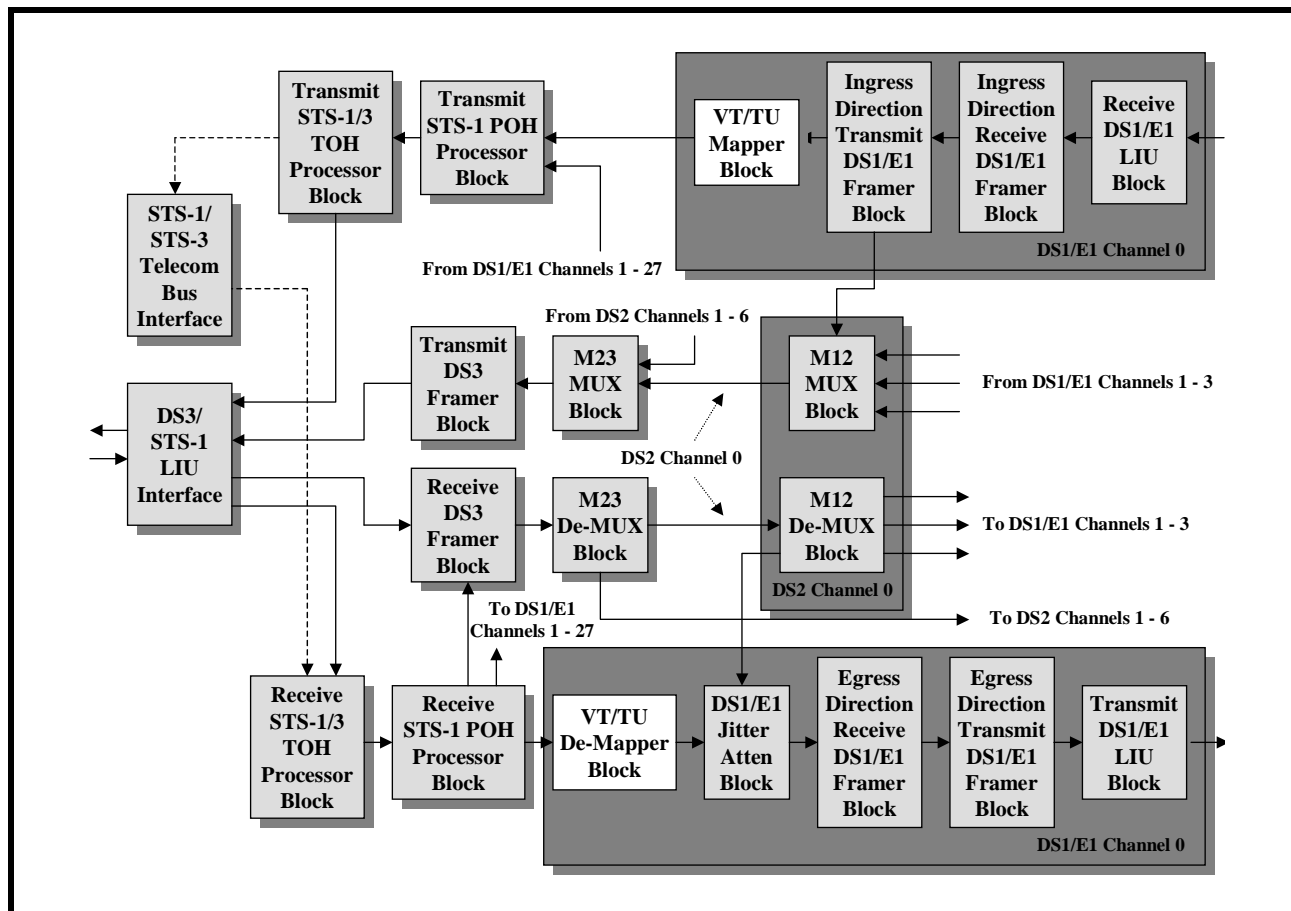 Transmit
STS-1/3
TOH
Processor
Block
Transmit
STS-1 POH
Processor
Block
VT/TU
Mapper
Block
Ingress
Direction
Transmit
DS1/E1
Framer
Block
Ingress
Direction
Receive
DS1/E1
Framer
Block
Receive
DS1/E1
LIU
Block
DS1/E1 Channel 0
STS-1/
STS-3
Telecom
Bus
Interface
From DS1/E1 Channels 1 - 27
From DS2 Channels 1 - 6
Transmit
DS3
Framer
Block
M23
MUX
Block
M12
MUX
Block
From DS1/E1 Channels 1 - 3
DS3/
STS-1
LIU
Interface
DS2 Channel 0
Receive
DS3
Framer
Block
M23
De-MUX
Block
M12
De-MUX
Block
To DS1/E1 Channels 1 - 3
DS2 Channel 0
To DS1/E1
Channels 1 - 27
To DS2 Channels 1 - 6
Receive
STS-1/3
TOH
Processor
Block
Receive
STS-1 POH
Processor
Block
VT/TU
De-Mapper
Block
DS1/E1
Jitter
Atten
Block
Egress
Direction
Receive
DS1/E1
Framer
Block
Egress
Direction
Transmit
DS1/E1
Framer
Block
Transmit
DS1/E1
LIU
Block
DS1/E1 Channel 0